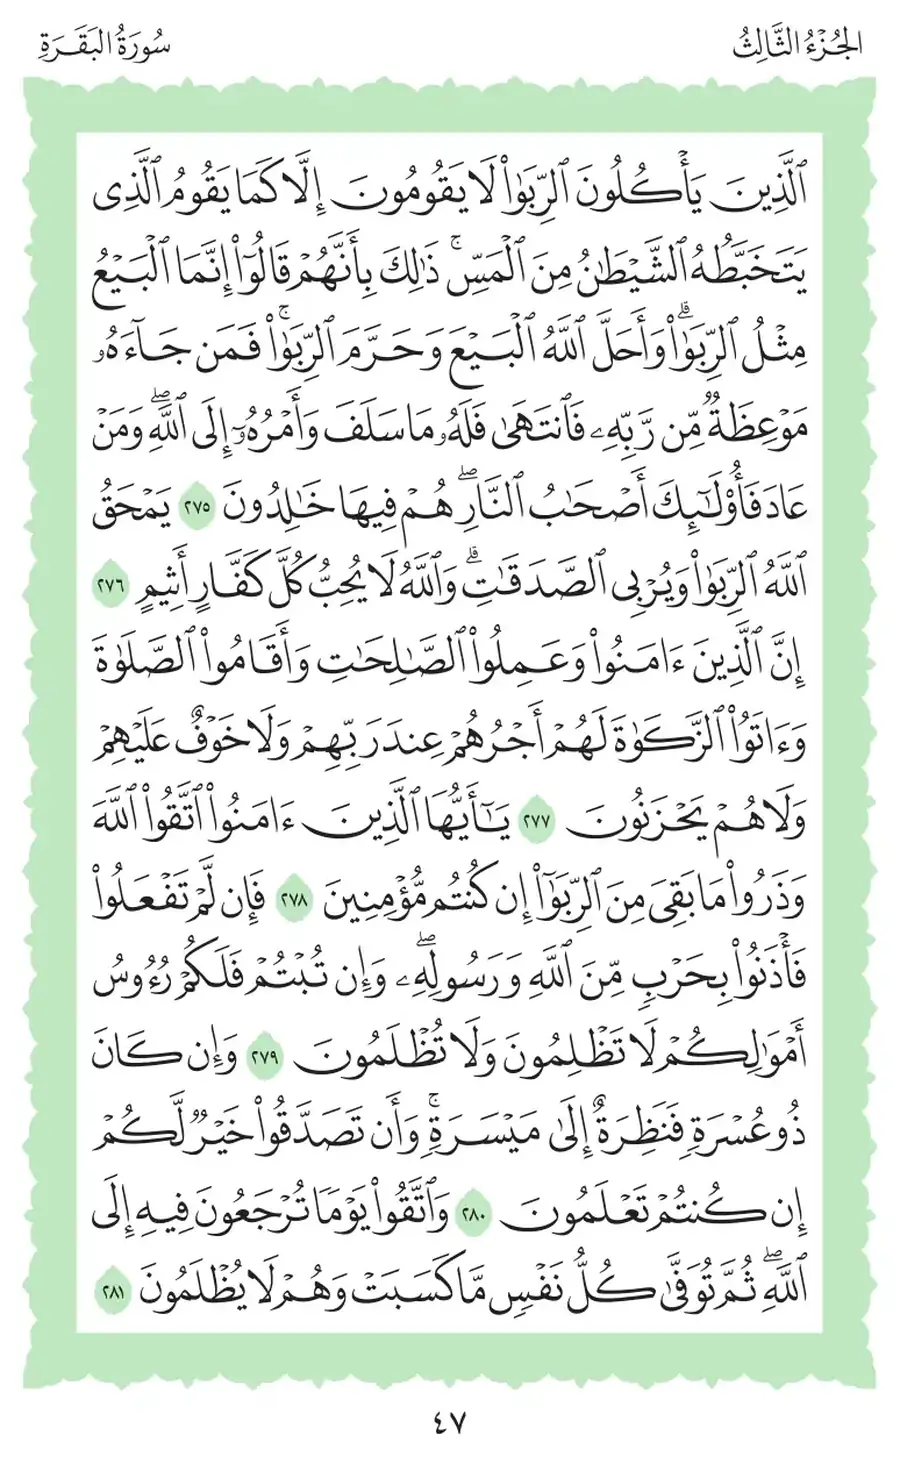 الجُزْءُ الثَّالِثُ
سُورَةُ البَقَرَةِ
ٱلَّذِينَ يَأۡكُلُونَ ٱلرِّبَوٰاْ لَا يَقُومُونَ إِلَّا كَمَا يَقُومُ ٱلَّذِي
يَتَخَبَّطُهُ ٱلشَّيۡطَٰنُ مِنَ ٱلۡمَسِّۚ ذَٰلِكَ بِأَنَّهُمۡ قَالُوٓاْ إِنَّمَا ٱلۡبَيۡعُ
مِثۡلُ ٱلرِّبَوٰاْۗ وَأَحَلَّ ٱللَّهُ ٱلۡبَيۡعَ وَحَرَّمَ ٱلرِّبَوٰاْۚ فَمَن جَآءَهُۥ
مَوۡعِظَةٞ مِّن رَّبِّهِۦ فَٱنتَهَىٰ فَلَهُۥ مَا سَلَفَ وَأَمۡرُهُۥٓ إِلَى ٱللَّهِۖ وَمَنۡ
عَادَ فَأُوْلَٰٓئِكَ أَصۡحَٰبُ ٱلنَّارِۖ هُمۡ فِيهَا خَٰلِدُونَ ٢٧٥ يَمۡحَقُ
ٱللَّهُ ٱلرِّبَوٰاْ وَيُرۡبِي ٱلصَّدَقَٰتِۗ وَٱللَّهُ لَا يُحِبُّ كُلَّ كَفَّارٍ أَثِيمٍ ٢٧٦
إِنَّ ٱلَّذِينَ ءَامَنُواْ وَعَمِلُواْ ٱلصَّٰلِحَٰتِ وَأَقَامُواْ ٱلصَّلَوٰةَ
وَءَاتَوُاْ ٱلزَّكَوٰةَ لَهُمۡ أَجۡرُهُمۡ عِندَ رَبِّهِمۡ وَلَا خَوۡفٌ عَلَيۡهِمۡ
وَلَا هُمۡ يَحۡزَنُونَ ٢٧٧ يَٰٓأَيُّهَا ٱلَّذِينَ ءَامَنُواْ ٱتَّقُواْ ٱللَّهَ
وَذَرُواْ مَا بَقِيَ مِنَ ٱلرِّبَوٰٓاْ إِن كُنتُم مُّؤۡمِنِينَ ٢٧٨ فَإِن لَّمۡ تَفۡعَلُواْ
فَأۡذَنُواْ بِحَرۡبٖ مِّنَ ٱللَّهِ وَرَسُولِهِۦۖ وَإِن تُبۡتُمۡ فَلَكُمۡ رُءُوسُ
أَمۡوَٰلِكُمۡ لَا تَظۡلِمُونَ وَلَا تُظۡلَمُونَ ٢٧٩ وَإِن كَانَ
ذُو عُسۡرَةٖ فَنَظِرَةٌ إِلَىٰ مَيۡسَرَةٖۚ وَأَن تَصَدَّقُواْ خَيۡرٞ لَّكُمۡ
إِن كُنتُمۡ تَعۡلَمُونَ ٢٨٠ وَٱتَّقُواْ يَوۡمٗا تُرۡجَعُونَ فِيهِ إِلَى
ٱللَّهِۖ ثُمَّ تُوَفَّىٰ كُلُّ نَفۡسٖ مَّا كَسَبَتۡ وَهُمۡ لَا يُظۡلَمُونَ ٢٨١
٤٧